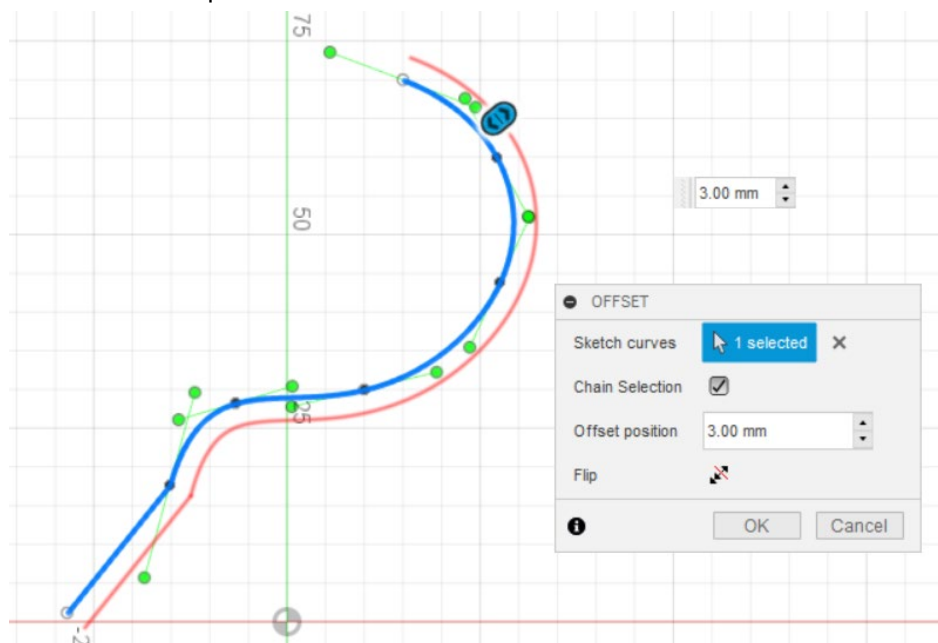 75
50
3.00 mm
OFFSET
Sketch curves 1 selected
Chain Selection
Offset position 3.00 mm
25
Flip
OK Cancel